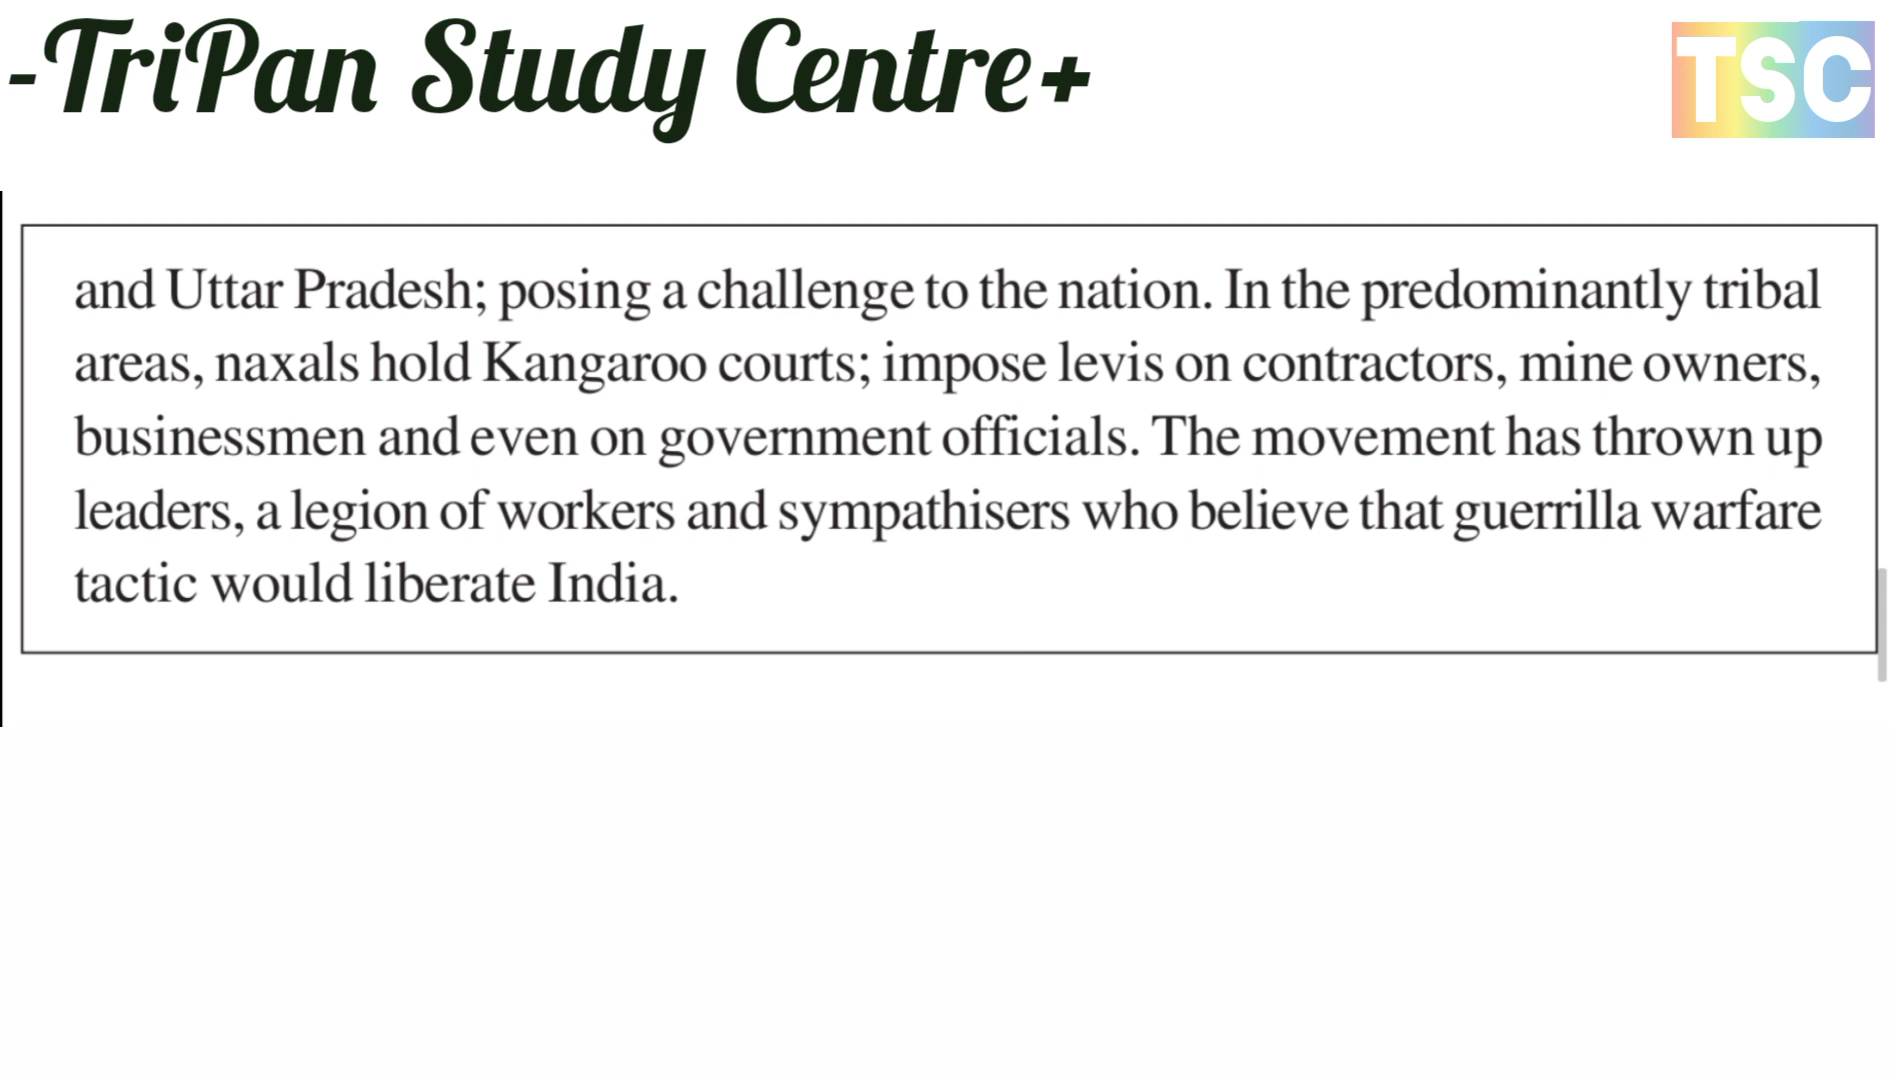 -TriPan Study Centre+
TSC
and Uttar Pradesh; posing a challenge to the nation. In the predominantly tribal
areas, naxals hold Kangaroo courts; impose levis on contractors, mine owners,
businessmen and even on government officials. The movement has thrown up
leaders, a legion of workers and sympathisers who believe that guerrilla warfare
tactic would liberate India.